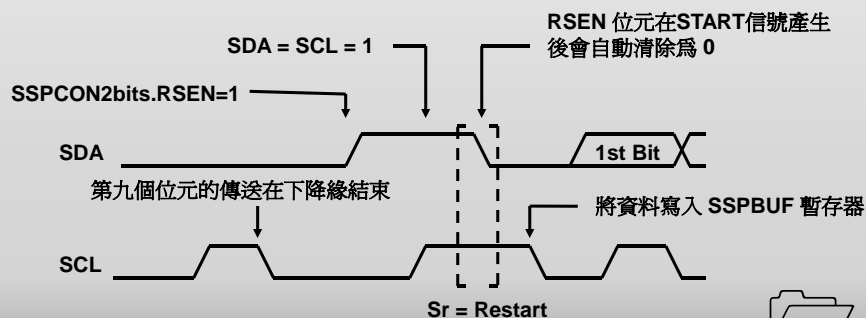 RSEN 位元在START信號產生
後會自動清除爲 0
SDA = SCL = 1
SSPCON2bits.RSEN=1
SDA
1st Bit
第九個位元的傳送在下降緣結束
將資料寫入 SSPBUF 暫存器
SCL
Sr = Restart